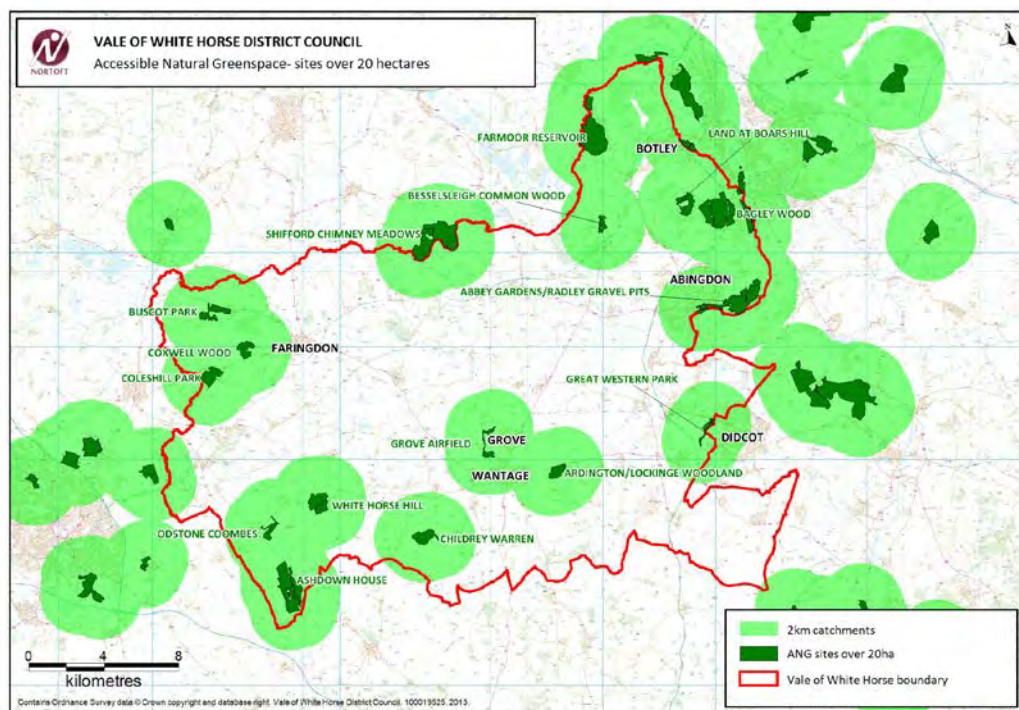 VALE OF WHITE HORSE DISTRICT COUNCIL
Accessible Natural Greenspace- sites over 20 hectares
NORTOFT
N
FARMOOR RESERVOIR
BOTLEY
LAND AT BOARS HILL
BESSELSLEIGH COMMON WOOD
BAGLEY WOOD
SHIFFORD CHIMNEY MEADOWS
ABINGDON
ABBEY GARDENS/RADLEY GRAVEL PITS
BUSCOT PARK
COXWELL WOOD
FARINGDON
COLESHILL PARK
GREAT WESTERN PARK
GROVE AIRFIELD
GROVE
DIDCOT
WANTAGE
ARDINGTON/LOCKINGE WOODLAND
WHITE HORSE HILL
ODSTONE COOMBES
CHILDREY WARREN
ASHDOWN HOUSE
0 4 8
kilometres
2km catchments
ANG sites over 20ha
Vale of White Horse boundary
Contains Ordnance Survey data © Crown copyright and database right. Vale of White Horse District Council. 100019525. 2013.